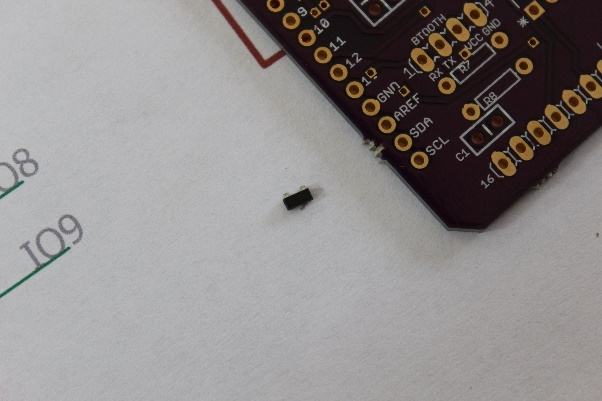 9
10
11
12
GND
AREF
SDA
SCL
BTOOTH
1
4
RX TX VCC GND
R7
R8
C1
16
*
IO8
IO9